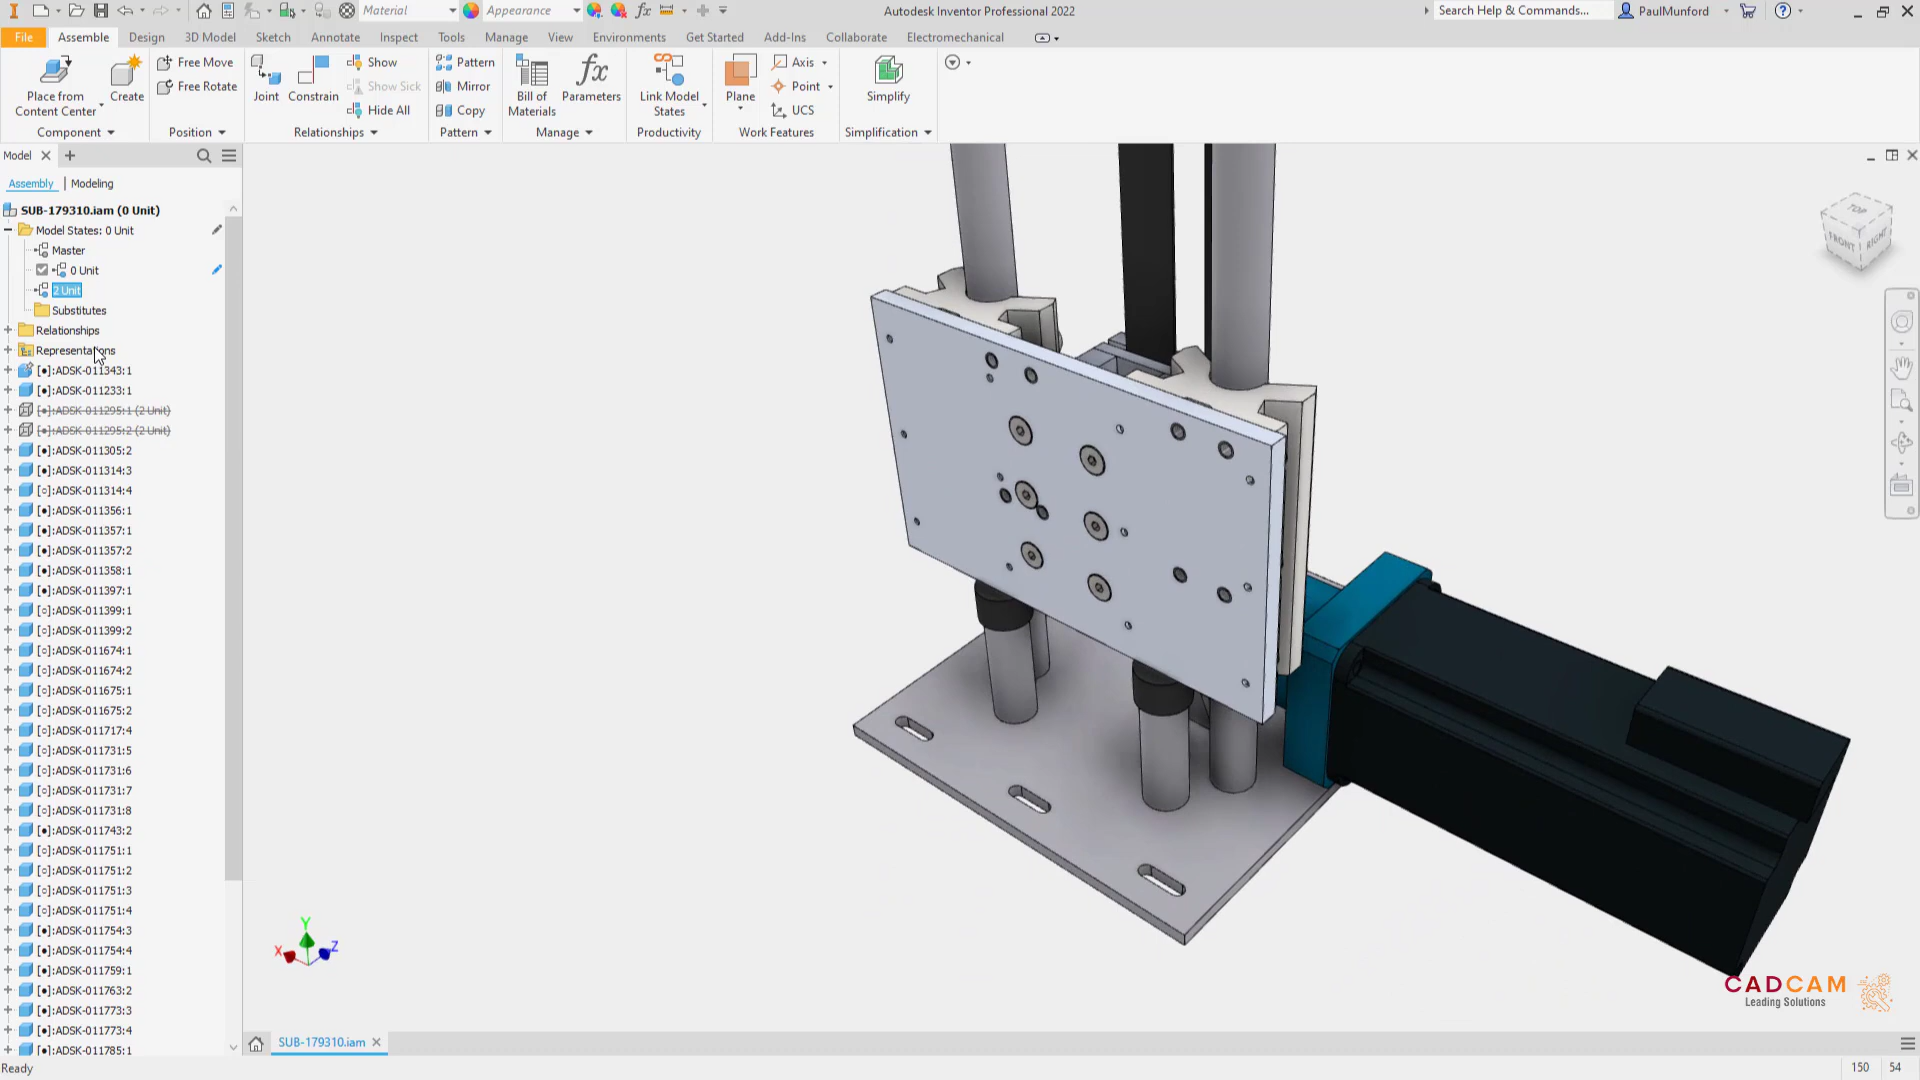 Material Appearance fx Autodesk Inventor Professional 2022 Search Help & Commands... PaulMunford
File Assemble Design 3D Model Sketch Annotate Inspect Tools Manage View Environments Get Started Add-Ins Collaborate Electromechanical
Place from Content Center
Create
Free Move
Free Rotate
Joint
Constrain
Show
Show Sick
Hide All
Pattern
Mirror
Copy
Bill of Materials
fx
Parameters
Link Model States
Plane
Axis
Point
UCS
Simplify
Component Position Relationships Pattern Manage Productivity Work Features Simplification
Model
Assembly | Modeling
SUB-179310.iam (0 Unit)
Model States: 0 Unit
Master
0 Unit
2 Unit
Substitutes
Relationships
Representations
[●]:ADSK-011343:1
[●]:ADSK-011233:1
[●]:ADSK-011295:1 (2 Unit)
[●]:ADSK-011295:2 (2 Unit)
[●]:ADSK-011305:2
[●]:ADSK-011314:3
[○]:ADSK-011314:4
[●]:ADSK-011356:1
[●]:ADSK-011357:1
[●]:ADSK-011357:2
[●]:ADSK-011358:1
[●]:ADSK-011397:1
[○]:ADSK-011399:1
[○]:ADSK-011399:2
[○]:ADSK-011674:1
[○]:ADSK-011674:2
[○]:ADSK-011675:1
[○]:ADSK-011675:2
[○]:ADSK-011717:4
[○]:ADSK-011731:5
[○]:ADSK-011731:6
[○]:ADSK-011731:7
[○]:ADSK-011731:8
[●]:ADSK-011743:2
[○]:ADSK-011751:1
[○]:ADSK-011751:2
[○]:ADSK-011751:3
[○]:ADSK-011751:4
[●]:ADSK-011754:3
[●]:ADSK-011754:4
[●]:ADSK-011759:1
[●]:ADSK-011763:2
[●]:ADSK-011773:3
[●]:ADSK-011773:4
[●]:ADSK-011785:1
TOP
FRONT
RIGHT
Y
X
Z
CADCAM
Leading Solutions
SUB-179310.iam
Ready
150 54